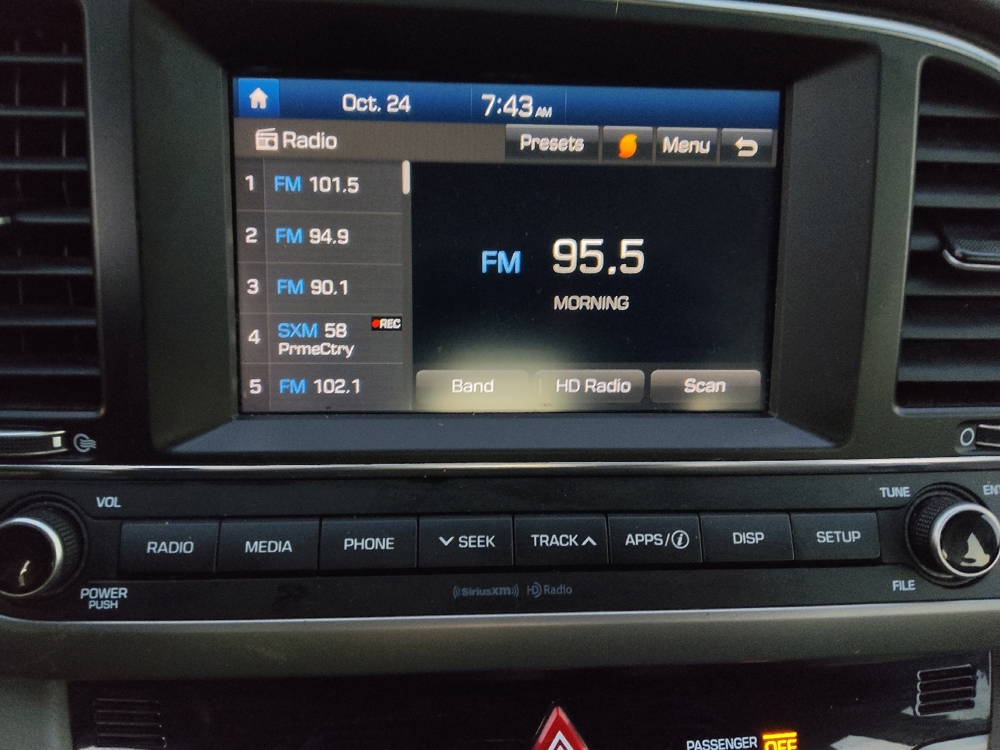 Oct. 24 7:43 AM
Radio Presets Menu
1 FM 101.5
2 FM 94.9
3 FM 90.1
4 SXM 58 REC
PrmeCtry
5 FM 102.1
FM 95.5
MORNING
Band HD Radio Scan
VOL TUNE
RADIO MEDIA PHONE SEEK TRACK APPS/i DISP SETUP
POWER
PUSH
((SiriusXM)) HD Radio
FILE
PASSENGER OFF